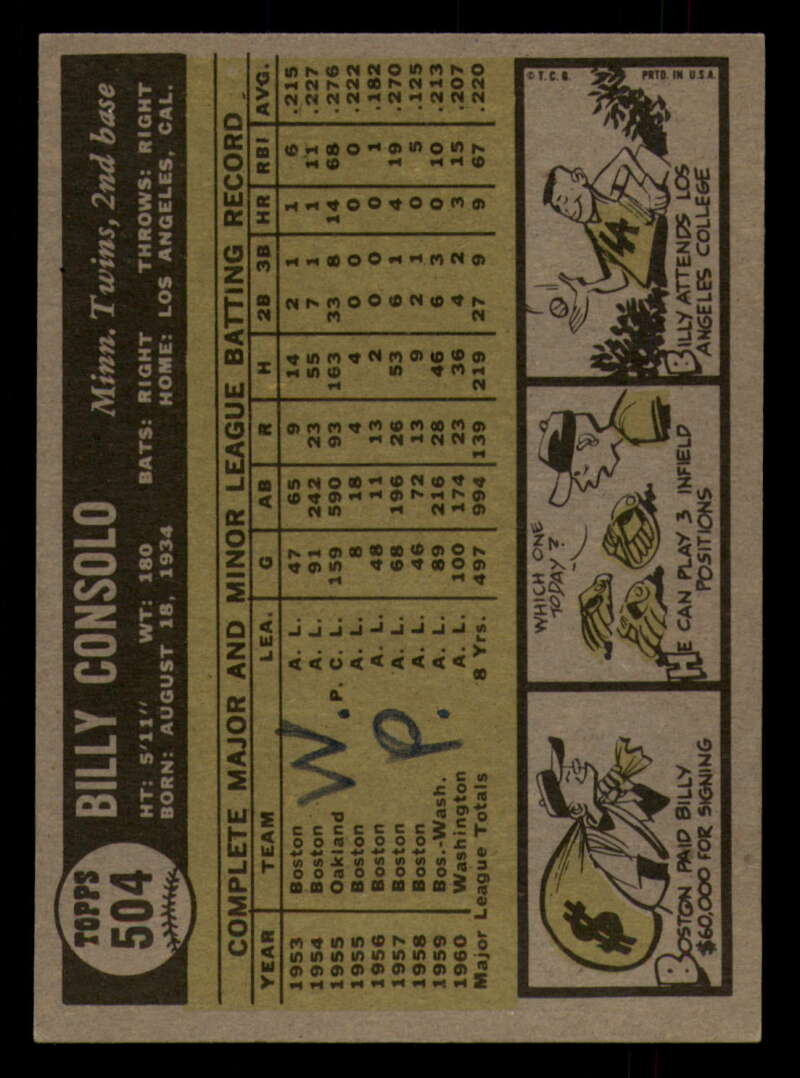 TOPPS
504
BILLY CONSOLO Minn. Twins, 2nd base
HT: 5'11" WT: 180 BATS: RIGHT THROWS: RIGHT
BORN: AUGUST 18, 1934 HOME: LOS ANGELES, CAL.
COMPLETE MAJOR AND MINOR LEAGUE BATTING RECORD
YEAR TEAM LEA. G AB R H 2B 3B HR RBI AVG.
1953 Boston A. L. 47 65 9 14 2 1 1 6 .215
1954 Boston A. L. 91 242 23 55 7 1 1 11 .227
1955 Oakland P. C. L. 159 590 93 163 33 8 14 68 .276
1955 Boston A. L. 8 18 4 4 0 0 0 0 .222
1956 Boston A. L. 48 11 13 2 0 0 0 1 .182
1957 Boston A. L. 68 196 26 53 6 1 4 19 .270
1958 Boston A. L. 46 72 13 9 2 1 0 5 .125
1959 Bos.-Wash. A. L. 89 216 28 46 6 3 0 10 .213
1960 Washington A. L. 100 174 23 36 4 2 3 15 .207
Major League Totals 8 Yrs. 497 994 139 219 27 9 9 67 .220
W.
P.
$
BOSTON PAID BILLY
$60,000 FOR SIGNING
WHICH ONE
TODAY?
HE CAN PLAY 3 INFIELD
POSITIONS
© T. C. G. PRTD. IN U.S.A.
BILLY ATTENDS LOS
ANGELES COLLEGE